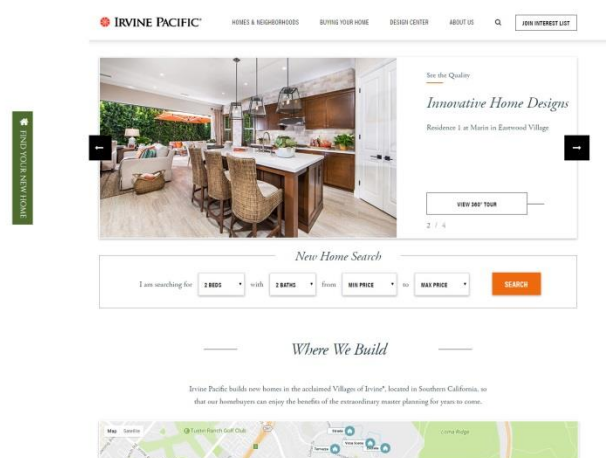 IRVINE PACIFIC®
HOMES & NEIGHBORHOODS
BUYING YOUR HOME
DESIGN CENTER
ABOUT US
JOIN INTEREST LIST
FIND YOUR NEW HOME
See the Quality
Innovative Home Designs
Residence 1 at Marin in Eastwood Village
VIEW 360° TOUR
2 / 4
New Home Search
I am searching for 2 BEDS with 2 BATHS from MIN PRICE to MAX PRICE SEARCH
Where We Build
Irvine Pacific builds new homes in the acclaimed Villages of Irvine®, located in Southern California, so
that our homebuyers can enjoy the benefits of the extraordinary master planning for years to come.
Map Satellite
Tustin Ranch Golf Club